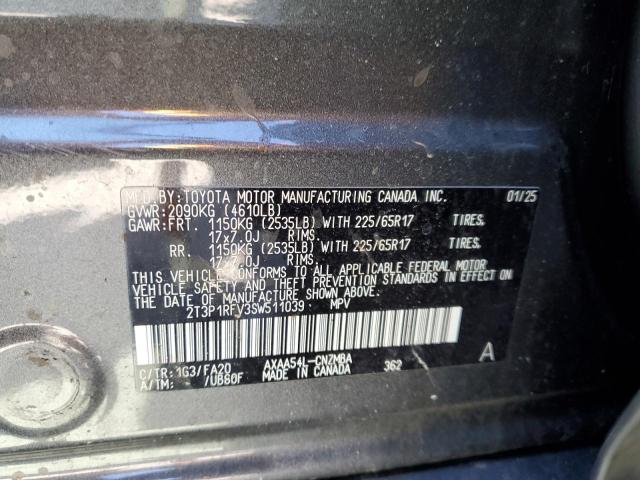 MFD.BY:TOYOTA MOTOR MANUFACTURING CANADA INC. 01/25
GVWR:2090KG (4610LB)
GAWR:FRT. 1150KG (2535LB) WITH 225/65R17 TIRES.
17x7.0J RIMS.
RR. 1150KG (2535LB) WITH 225/65R17 TIRES.
17x7.0J RIMS.
THIS VEHICLE CONFORMS TO ALL APPLICABLE FEDERAL MOTOR
VEHICLE SAFETY AND THEFT PREVENTION STANDARDS IN EFFECT ON
THE DATE OF MANUFACTURE SHOWN ABOVE.
2T3P1RFV3SW511039 MPV
C/TR:1G3/FA20 AXAA54L-CNZMBA 362 A
A/TM: /UB80F MADE IN CANADA